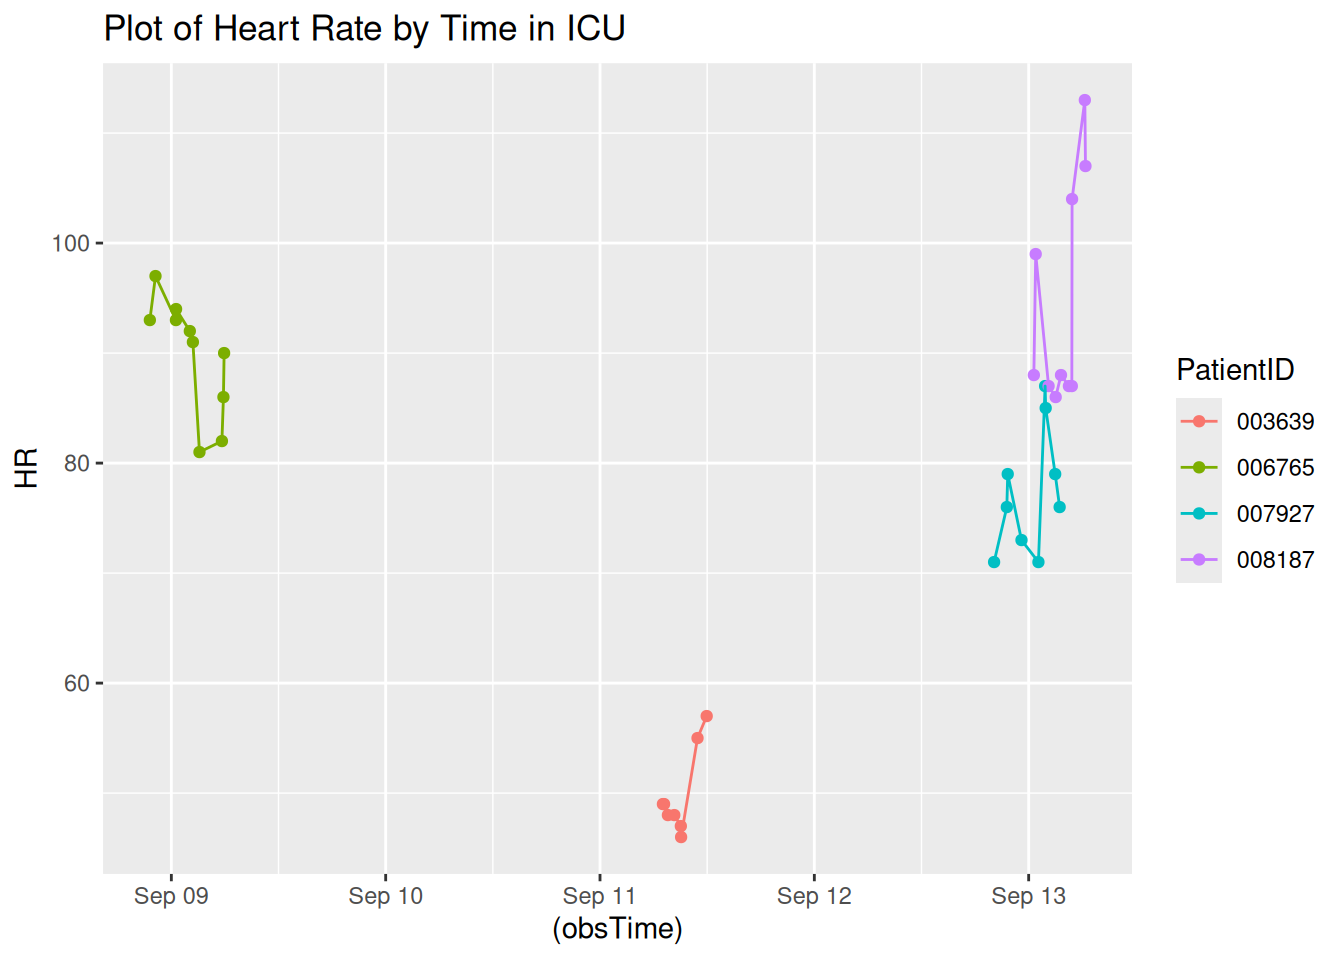 Plot of Heart Rate by Time in ICU
HR
100
80
60
Sep 09 Sep 10 Sep 11 Sep 12 Sep 13
(obsTime)
PatientID
003639
006765
007927
008187